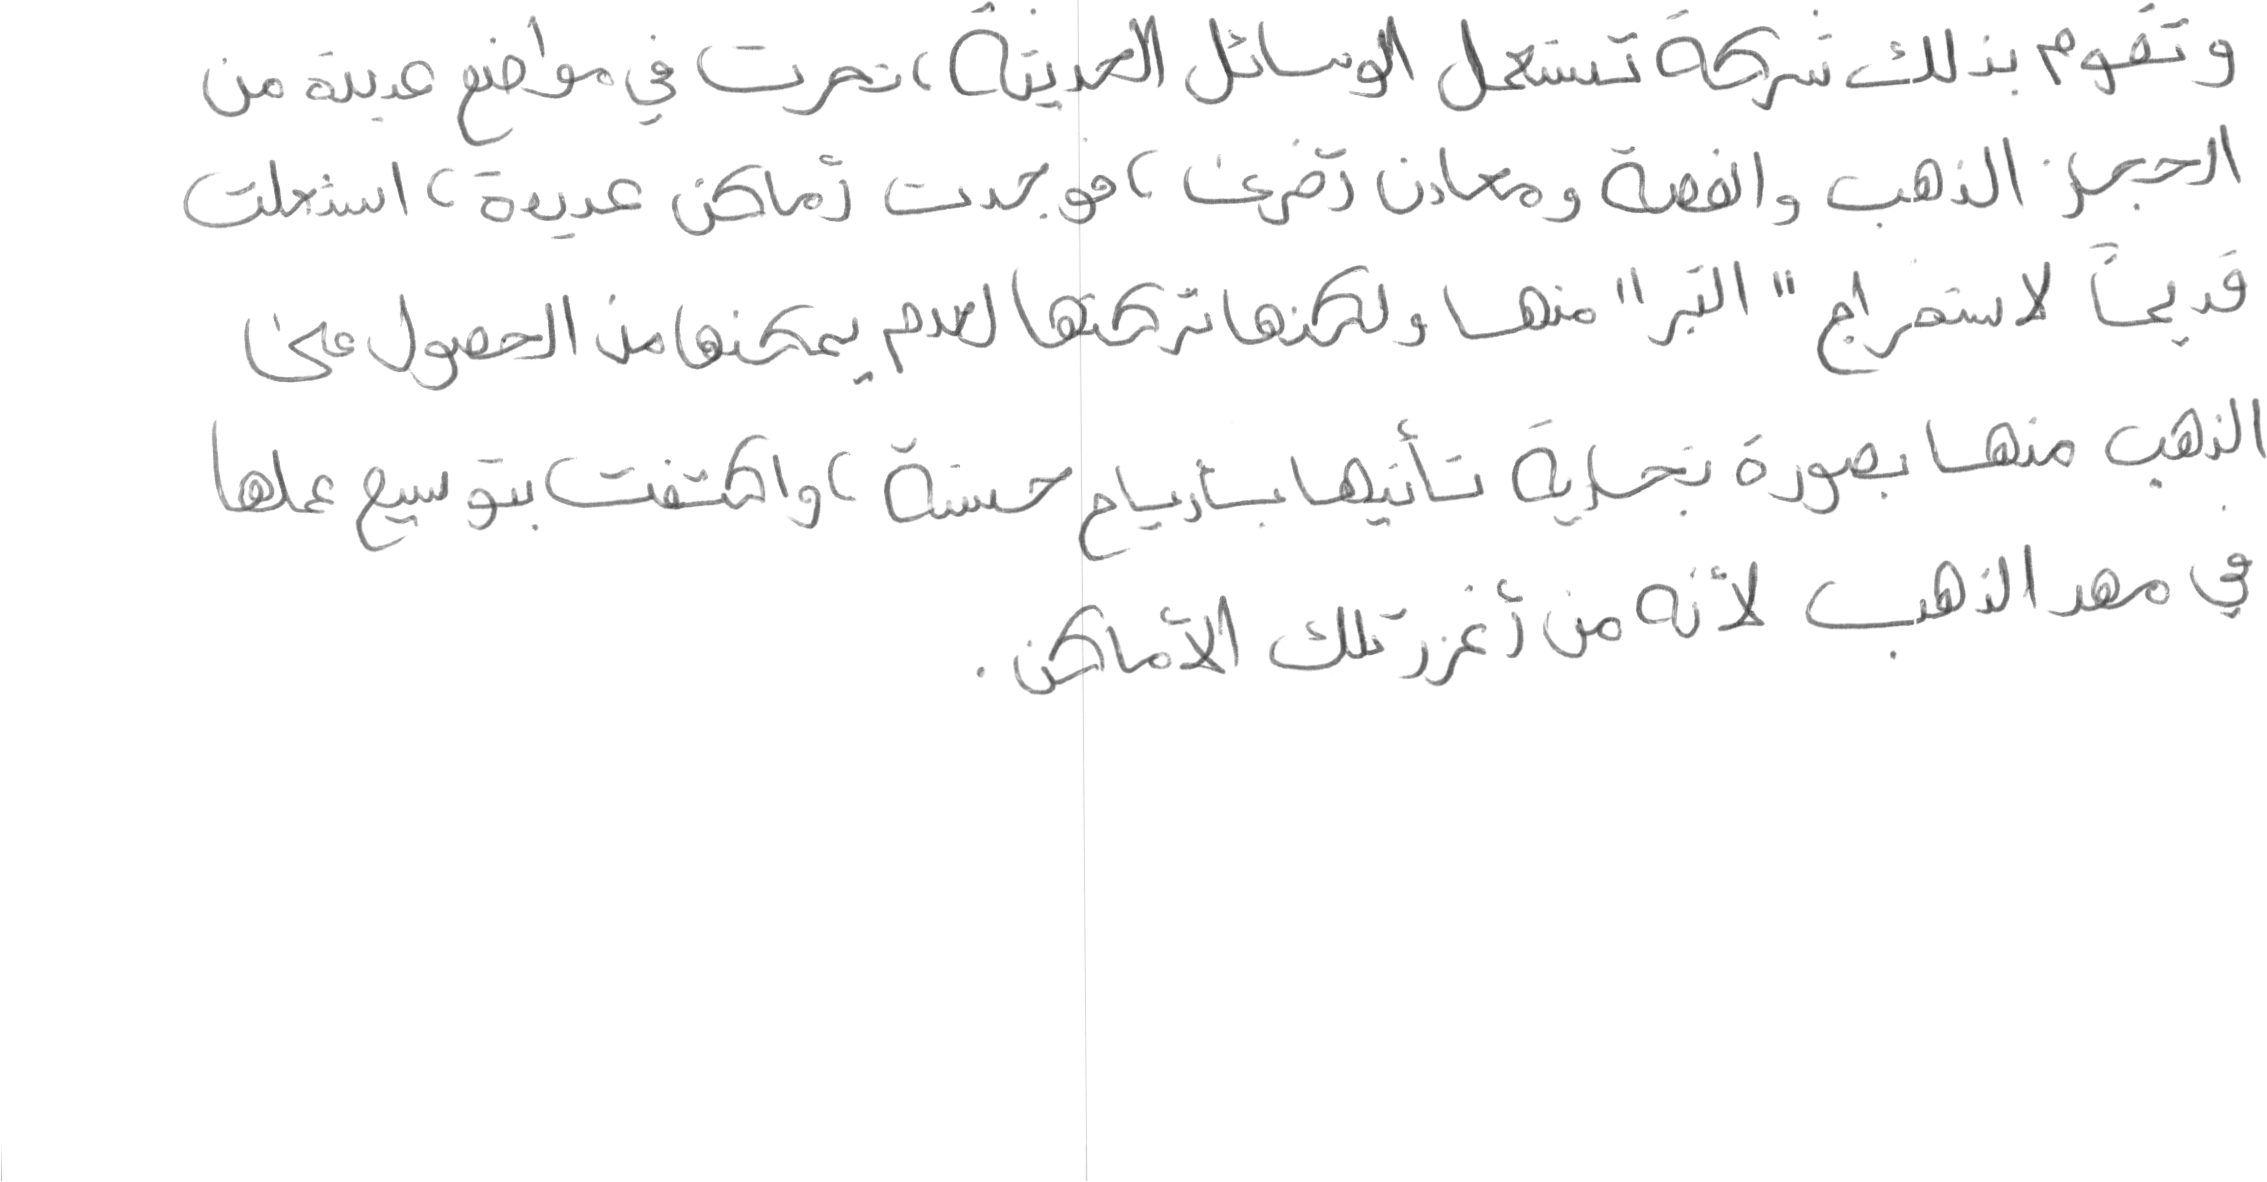 وتقوم بذلك شركة تستعمل الوسائل الحديثة، تحرت في مواضع عديدة من
الحجاز الذهب والفضة ومعادن أخرى، فوجدت أماكن عديدة، استغلت
قديماً لاستخراج "التبر" منها ولكنها تركتها لعدم يمكنها من الحصول على
الذهب منها بصورة تجارية تأتيها بأرباح حسنة، واكتفت بتوسيع عملها
في مهد الذهب لأنه من أغزر تلك الأماكن.